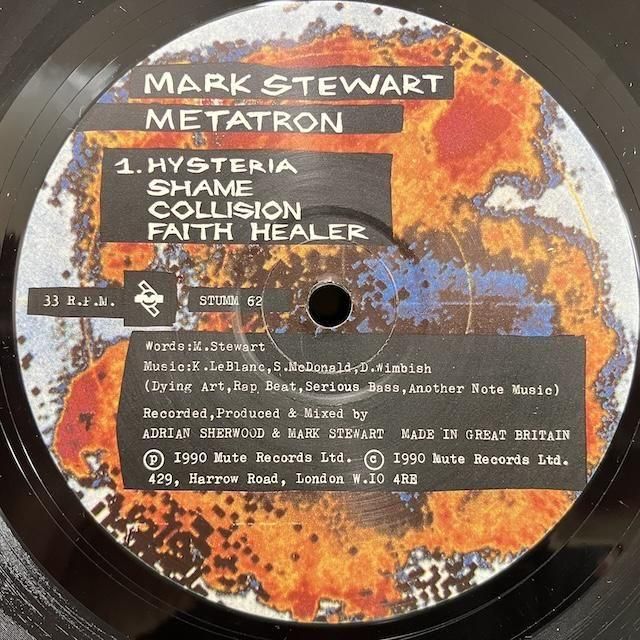 MARK STEWART
METATRON
1. HYSTERIA
SHAME
COLLISION
FAITH HEALER
33 R.P.M.
STUMM 62
Words:M.Stewart
Music:K.LeBlanc,S.McDonald,D.Wimbish
(Dying Art,Rap Beat,Serious Bass,Another Note Music)
Recorded,Produced & Mixed by
ADRIAN SHERWOOD & MARK STEWART MADE IN GREAT BRITAIN
Ⓟ 1990 Mute Records Ltd. © 1990 Mute Records Ltd.
429, Harrow Road, London W.10 4RE